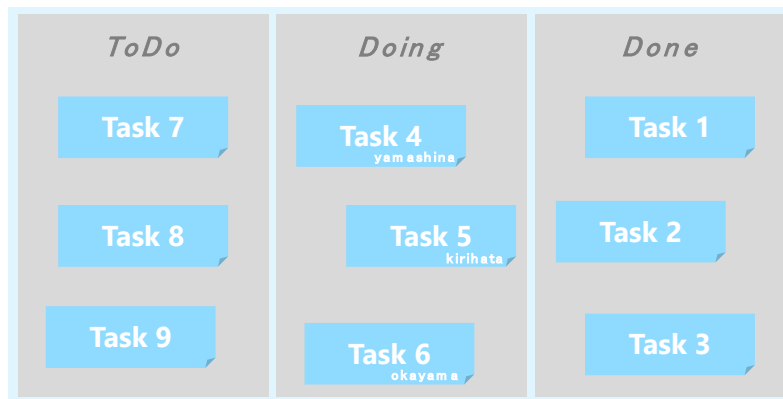 ToDo
Task 7
Task 8
Task 9
Doing
Task 4
yamashina
Task 5
kirihata
Task 6
okayama
Done
Task 1
Task 2
Task 3